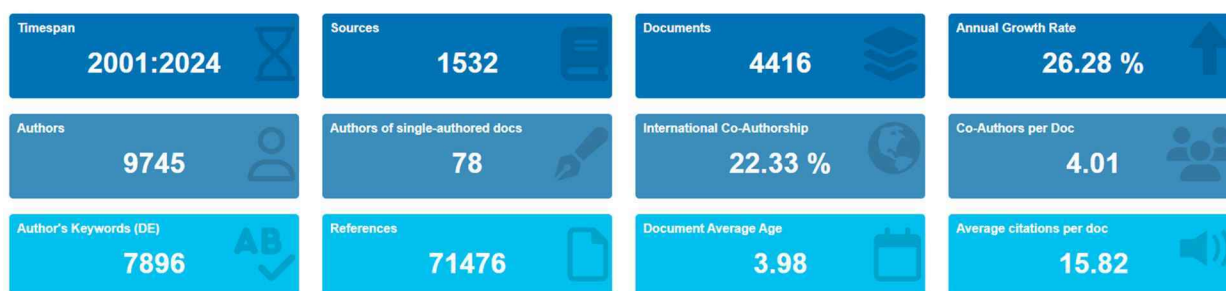 Timespan
2001:2024
Sources
1532
Documents
4416
Annual Growth Rate
26.28 %
Authors
9745
Authors of single-authored docs
78
International Co-Authorship
22.33 %
Co-Authors per Doc
4.01
Author's Keywords (DE)
7896
AB
References
71476
Document Average Age
3.98
Average citations per doc
15.82